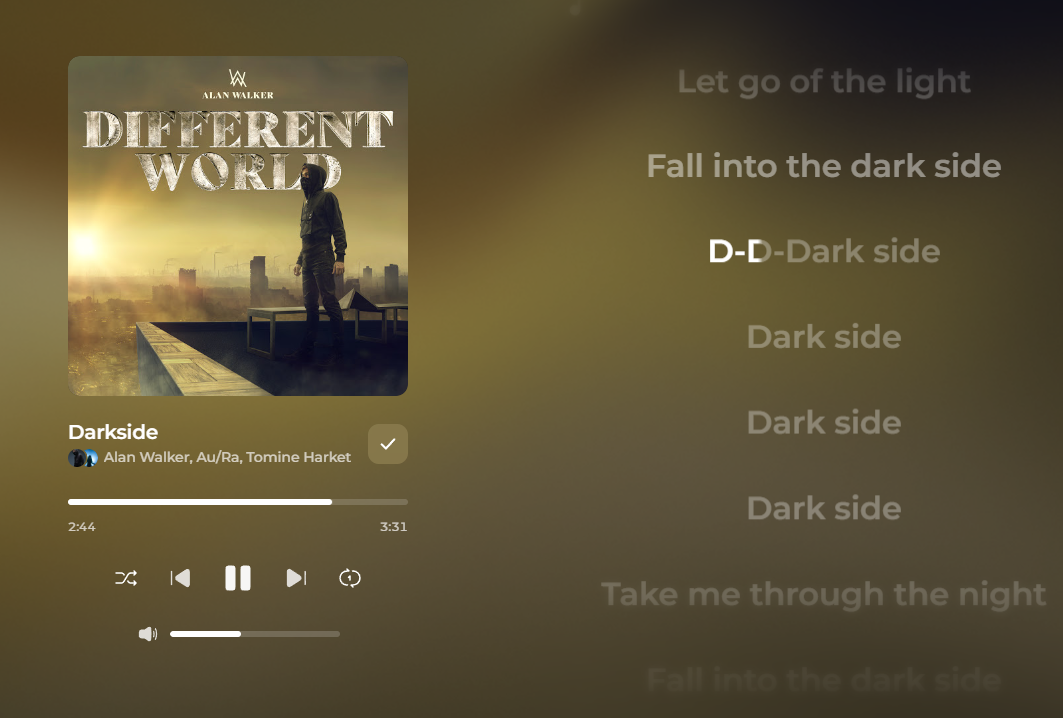 ALAN WALKER
DIFFERENT
WORLD
Darkside
Alan Walker, Au/Ra, Tomine Harket
2:44
3:31
1
Let go of the light
Fall into the dark side
D-D-Dark side
Dark side
Dark side
Dark side
Take me through the night
Fall into the dark side